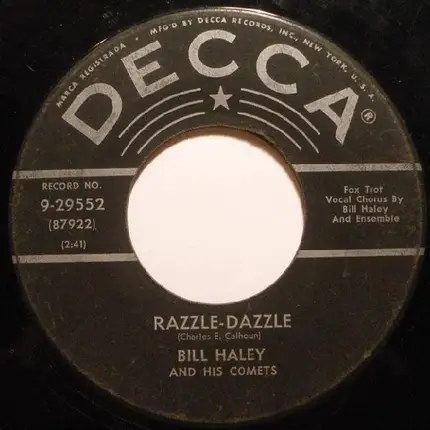 MARCA REGISTRADA • MFG'D BY DECCA RECORDS, INC., NEW YORK, U.S.A.
DECCA®
RECORD NO.
9-29552
(87922)
(2:41)
Fox Trot
Vocal Chorus By
Bill Haley
And Ensemble
RAZZLE-DAZZLE
(Charles E. Calhoun)
BILL HALEY
AND HIS COMETS